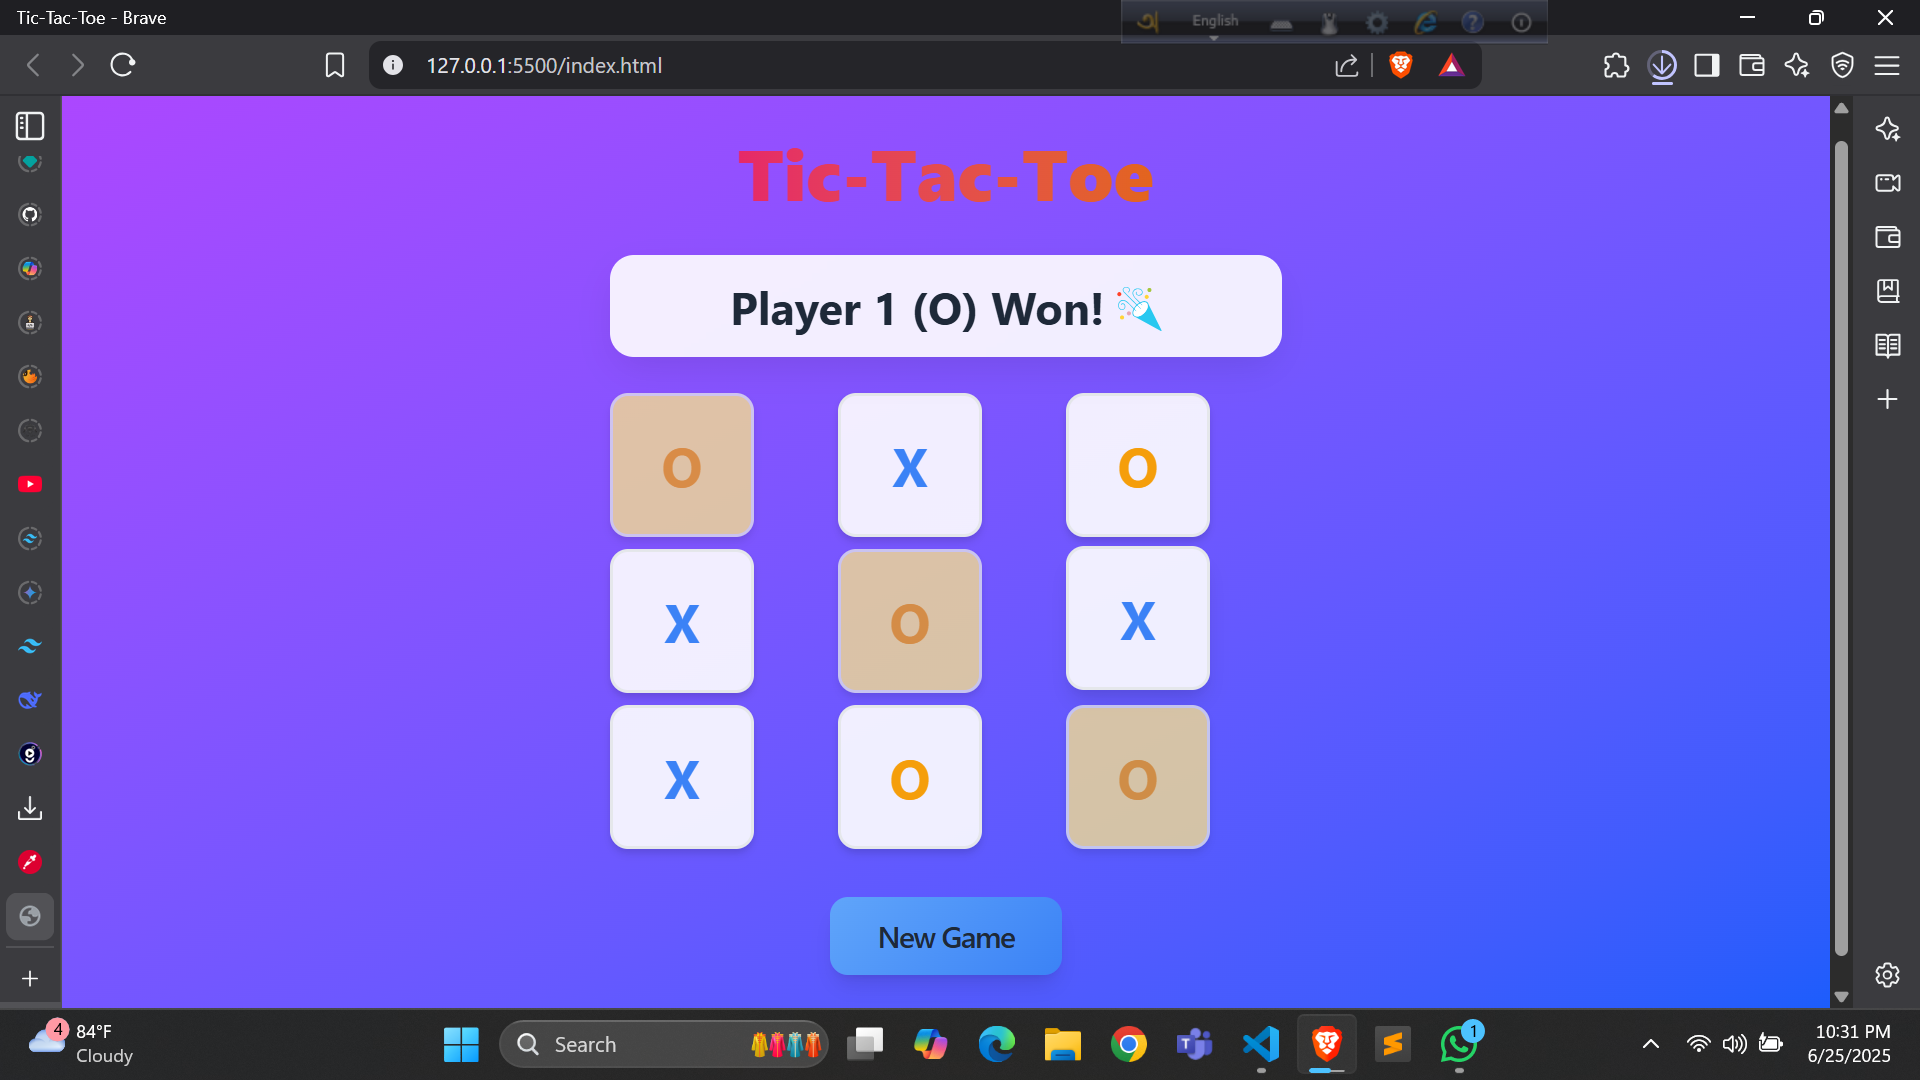 Tic-Tac-Toe - Brave
English
127.0.0.1:5500/index.html
Tic-Tac-Toe
Player 1 (O) Won! 🎉
O X O
X O X
X O O
New Game
4
84°F
Cloudy
Search
1
10:31 PM
6/25/2025